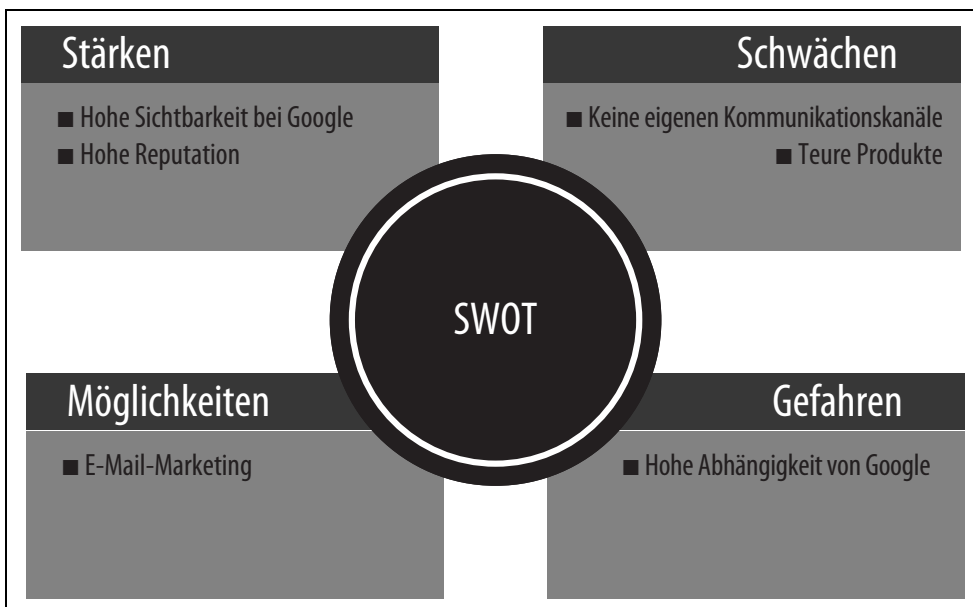 Stärken
■ Hohe Sichtbarkeit bei Google
■ Hohe Reputation
Schwächen
■ Keine eigenen Kommunikationskanäle
■ Teure Produkte
SWOT
Möglichkeiten
■ E-Mail-Marketing
Gefahren
■ Hohe Abhängigkeit von Google